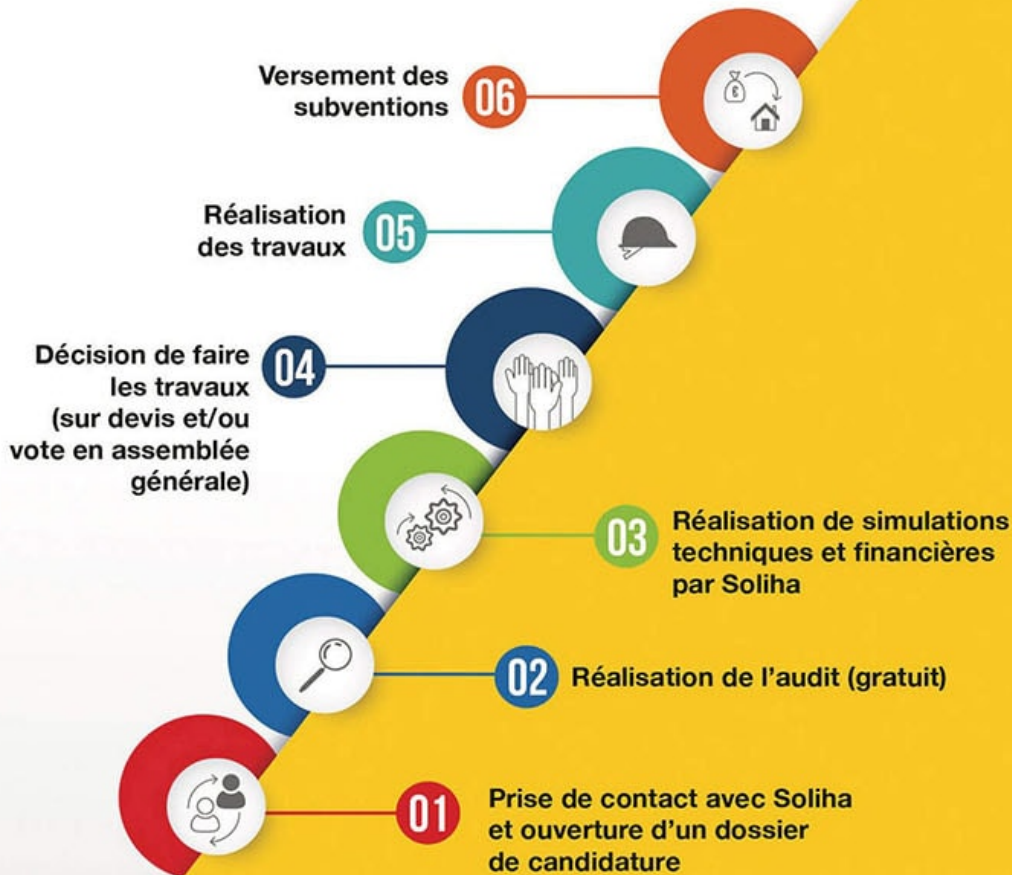 Versement des
subventions
06
Réalisation
des travaux
05
Décision de faire
les travaux
(sur devis et/ou
vote en assemblée
générale)
04
03
Réalisation de simulations
techniques et financières
par Soliha
02
Réalisation de l'audit (gratuit)
01
Prise de contact avec Soliha
et ouverture d'un dossier
de candidature